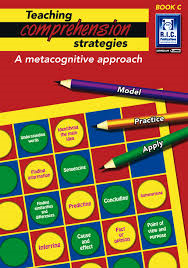 BOOK C
Teaching
comprehension
strategies
A metacognitive approach
R.I.C.
Publications
Model
Practice
Apply
Understanding
words
Identifying
the main
idea
Finding
information
Sequencing
Finding
similarities
and
differences
Predicting
Concluding
Summarising
Inferring
Cause
and
effect
Fact or
opinion
Point of
view and
purpose